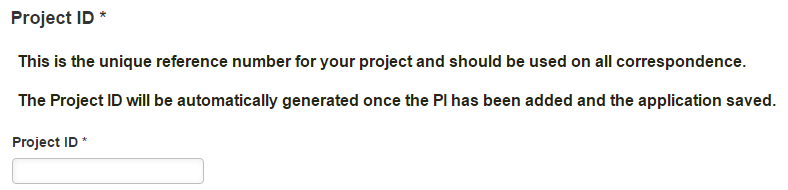 Project ID *
This is the unique reference number for your project and should be used on all correspondence.
The Project ID will be automatically generated once the PI has been added and the application saved.
Project ID *